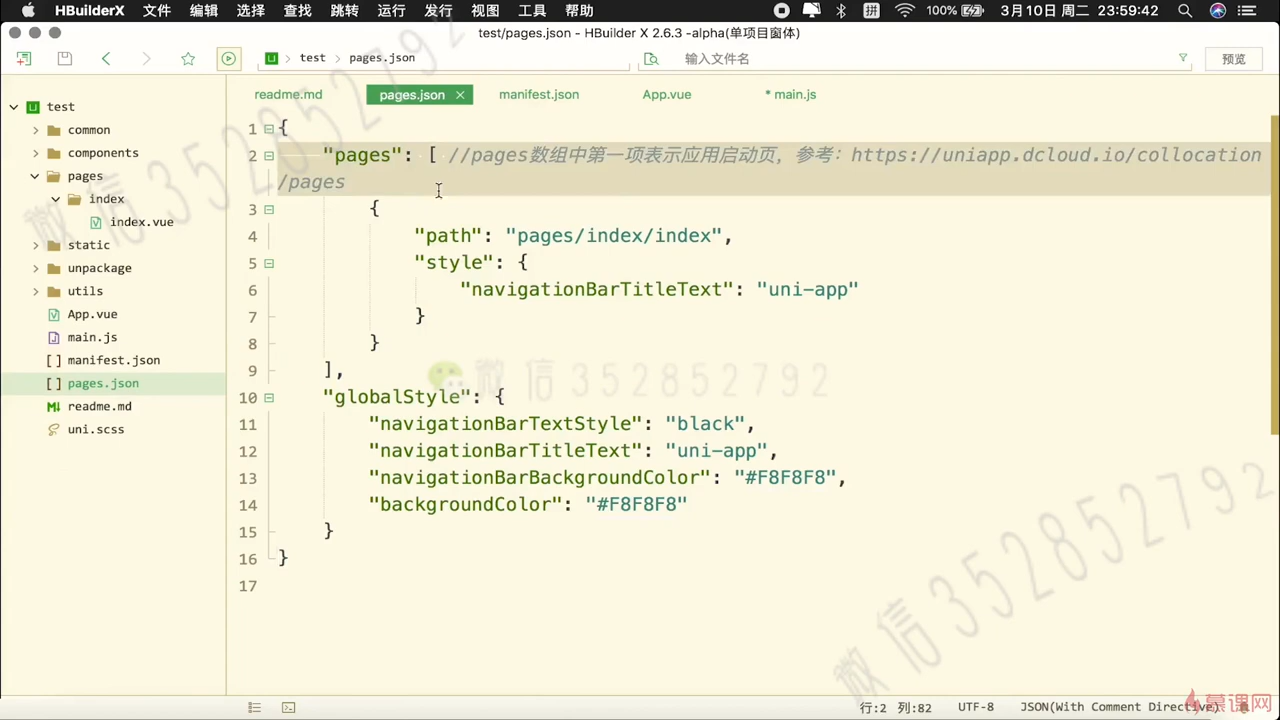 HBuilderX 文件 编辑 选择 查找 跳转 运行 发行 视图 工具 帮助 拼 100% 3月10日 周二 23:59:42
test/pages.json - HBuilder X 2.6.3 -alpha(单项目窗体)
test pages.json 输入文件名 预览
readme.md pages.json manifest.json App.vue * main.js
test
common
components
pages
index
index.vue
static
unpackage
utils
App.vue
main.js
manifest.json
pages.json
readme.md
uni.scss
1 {
2 "pages": [ //pages数组中第一项表示应用启动页，参考：https://uniapp.dcloud.io/collocation
/pages
3 {
4 "path": "pages/index/index",
5 "style": {
6 "navigationBarTitleText": "uni-app"
7 }
8 }
9 ],
10 "globalStyle": {
11 "navigationBarTextStyle": "black",
12 "navigationBarTitleText": "uni-app",
13 "navigationBarBackgroundColor": "#F8F8F8",
14 "backgroundColor": "#F8F8F8"
15 }
16 }
17
微信352852792
微信352852792
微信352852792
行:2 列:82 UTF-8 JSON(With Comment Directive)
慕课网